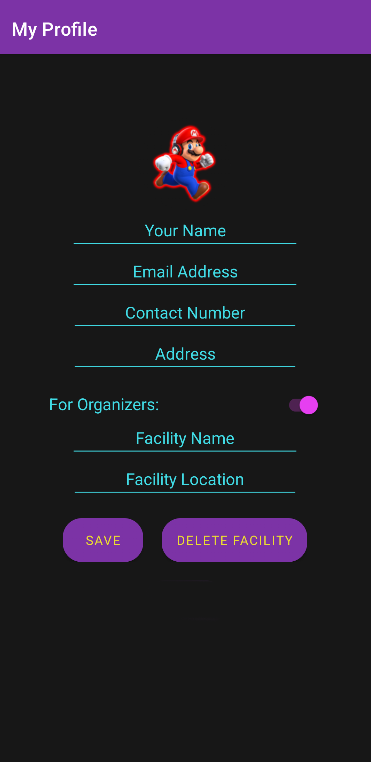 My Profile
Your Name
Email Address
Contact Number
Address
For Organizers:
Facility Name
Facility Location
SAVE
DELETE FACILITY